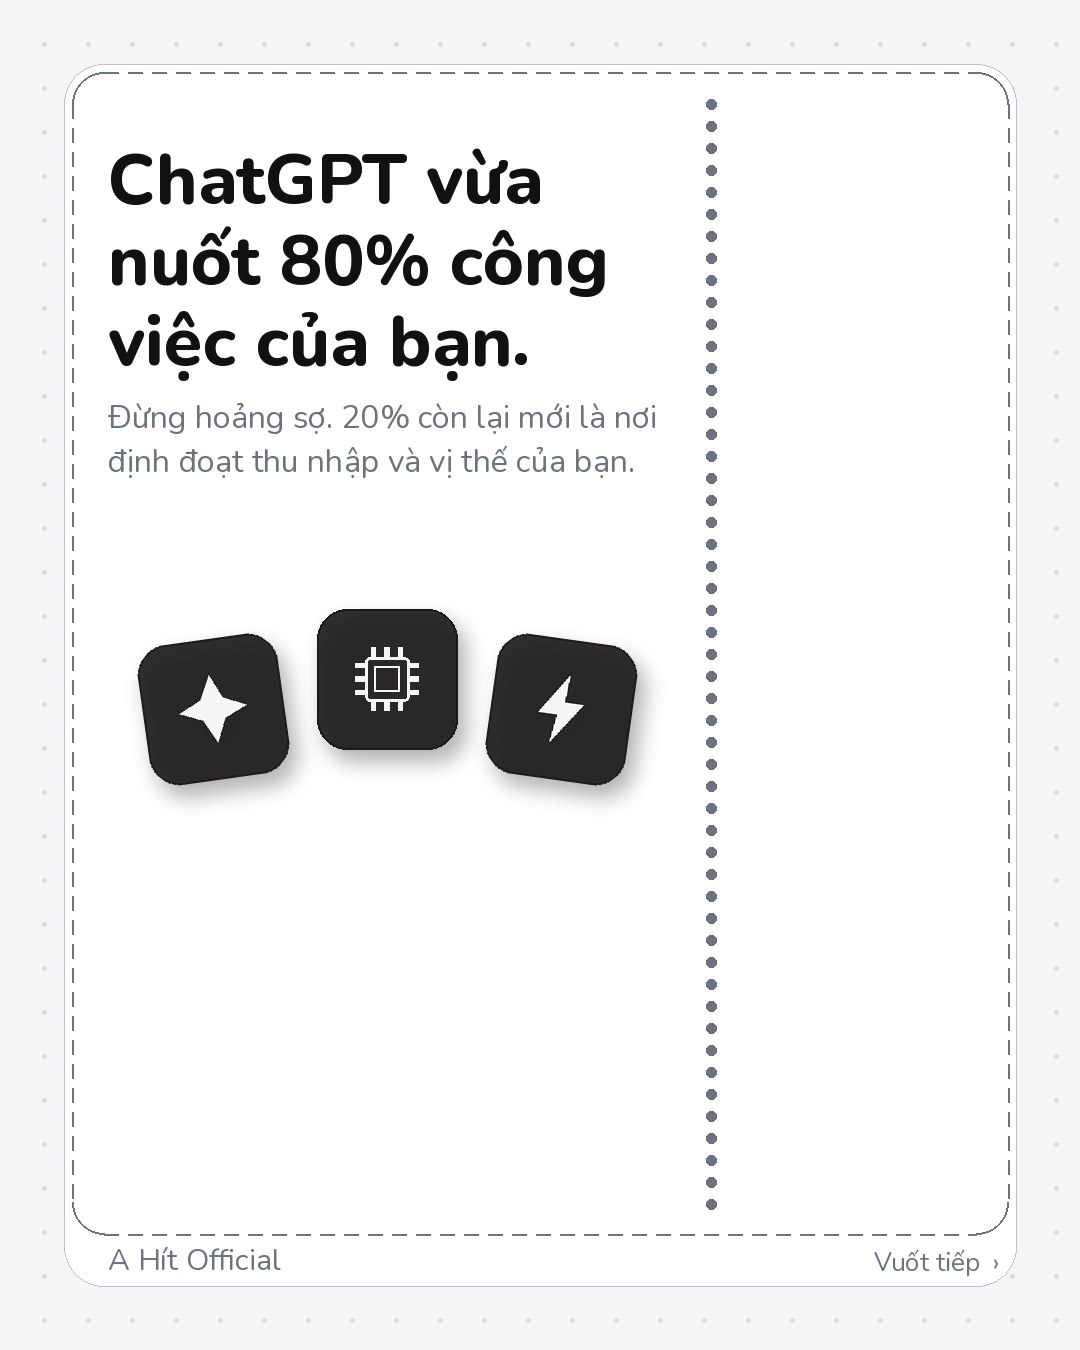 ChatGPT vừa
nuốt 80% công
việc của bạn.
Đừng hoảng sợ. 20% còn lại mới là nơi
định đoạt thu nhập và vị thế của bạn.
A Hít Official
Vuốt tiếp ›